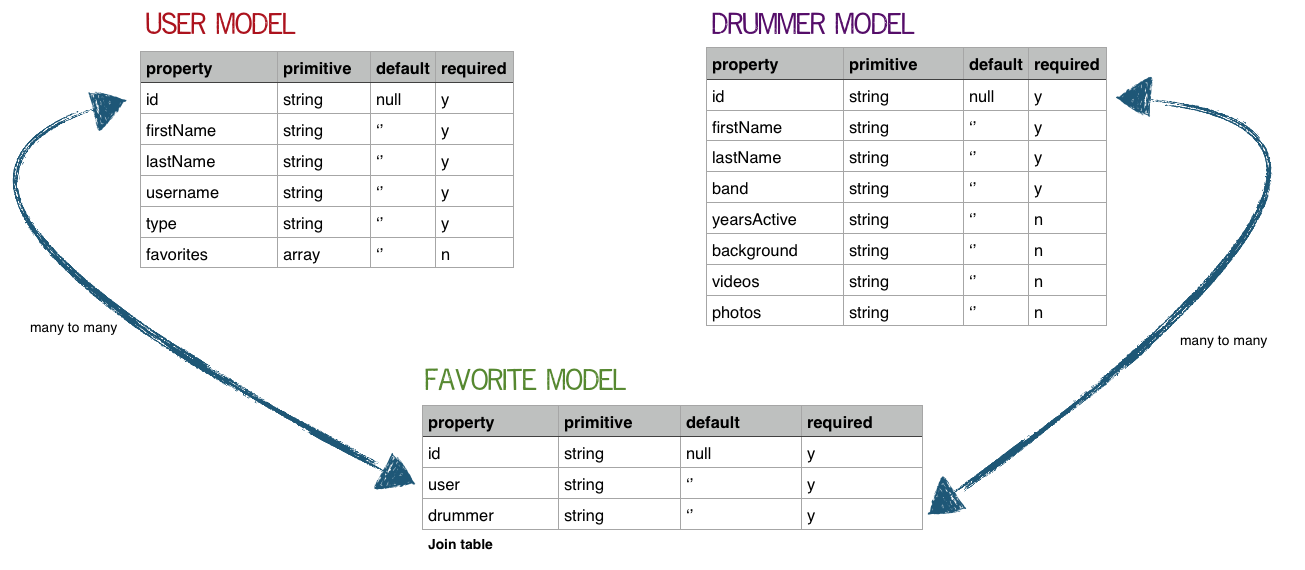 USER MODEL
property primitive default required
id string null y
firstName string ‘’ y
lastName string ‘’ y
username string ‘’ y
type string ‘’ y
favorites array ‘’ n
DRUMMER MODEL
property primitive default required
id string null y
firstName string ‘’ y
lastName string ‘’ y
band string ‘’ y
yearsActive string ‘’ n
background string ‘’ n
videos string ‘’ n
photos string ‘’ n
many to many
many to many
FAVORITE MODEL
property primitive default required
id string null y
user string ‘’ y
drummer string ‘’ y
Join table